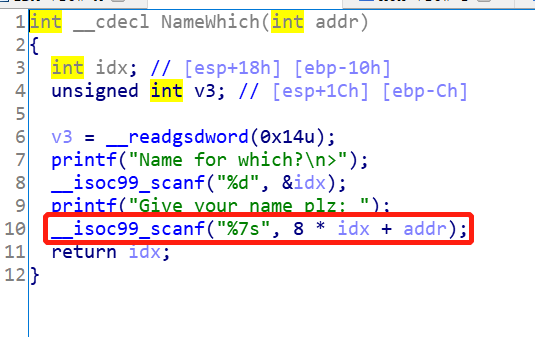 1 int __cdecl NameWhich(int addr)
2 {
3 int idx; // [esp+18h] [ebp-10h]
4 unsigned int v3; // [esp+1Ch] [ebp-Ch]
5
6 v3 = __readgsdword(0x14u);
7 printf("Name for which?\n>");
8 __isoc99_scanf("%d", &idx);
9 printf("Give your name plz: ");
10 __isoc99_scanf("%7s", 8 * idx + addr);
11 return idx;
12 }